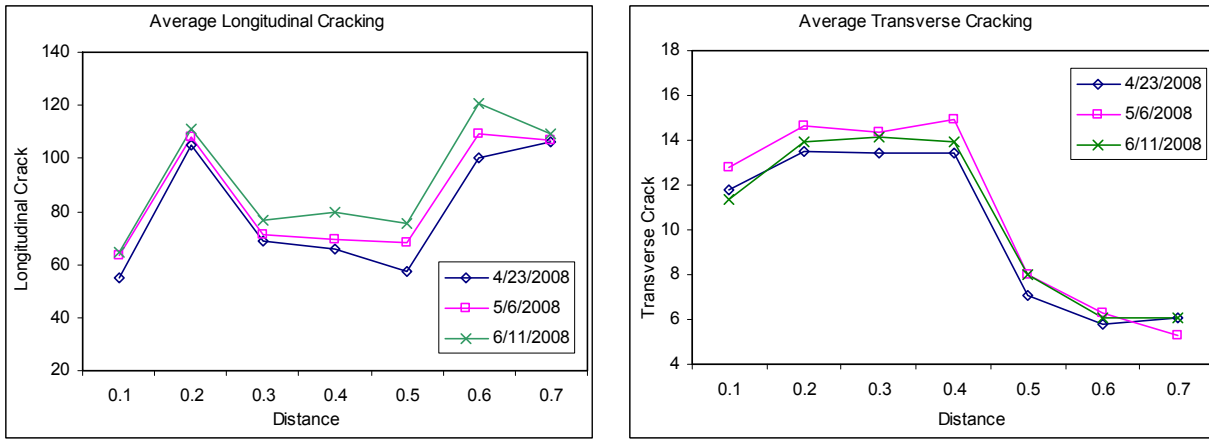 Average Longitudinal Cracking
Longitudinal Crack
140
120
100
80
60
40
20
0.1 0.2 0.3 0.4 0.5 0.6 0.7
Distance
4/23/2008
5/6/2008
6/11/2008
Average Transverse Cracking
Transverse Crack
18
16
14
12
10
8
6
4
0.1 0.2 0.3 0.4 0.5 0.6 0.7
Distance
4/23/2008
5/6/2008
6/11/2008